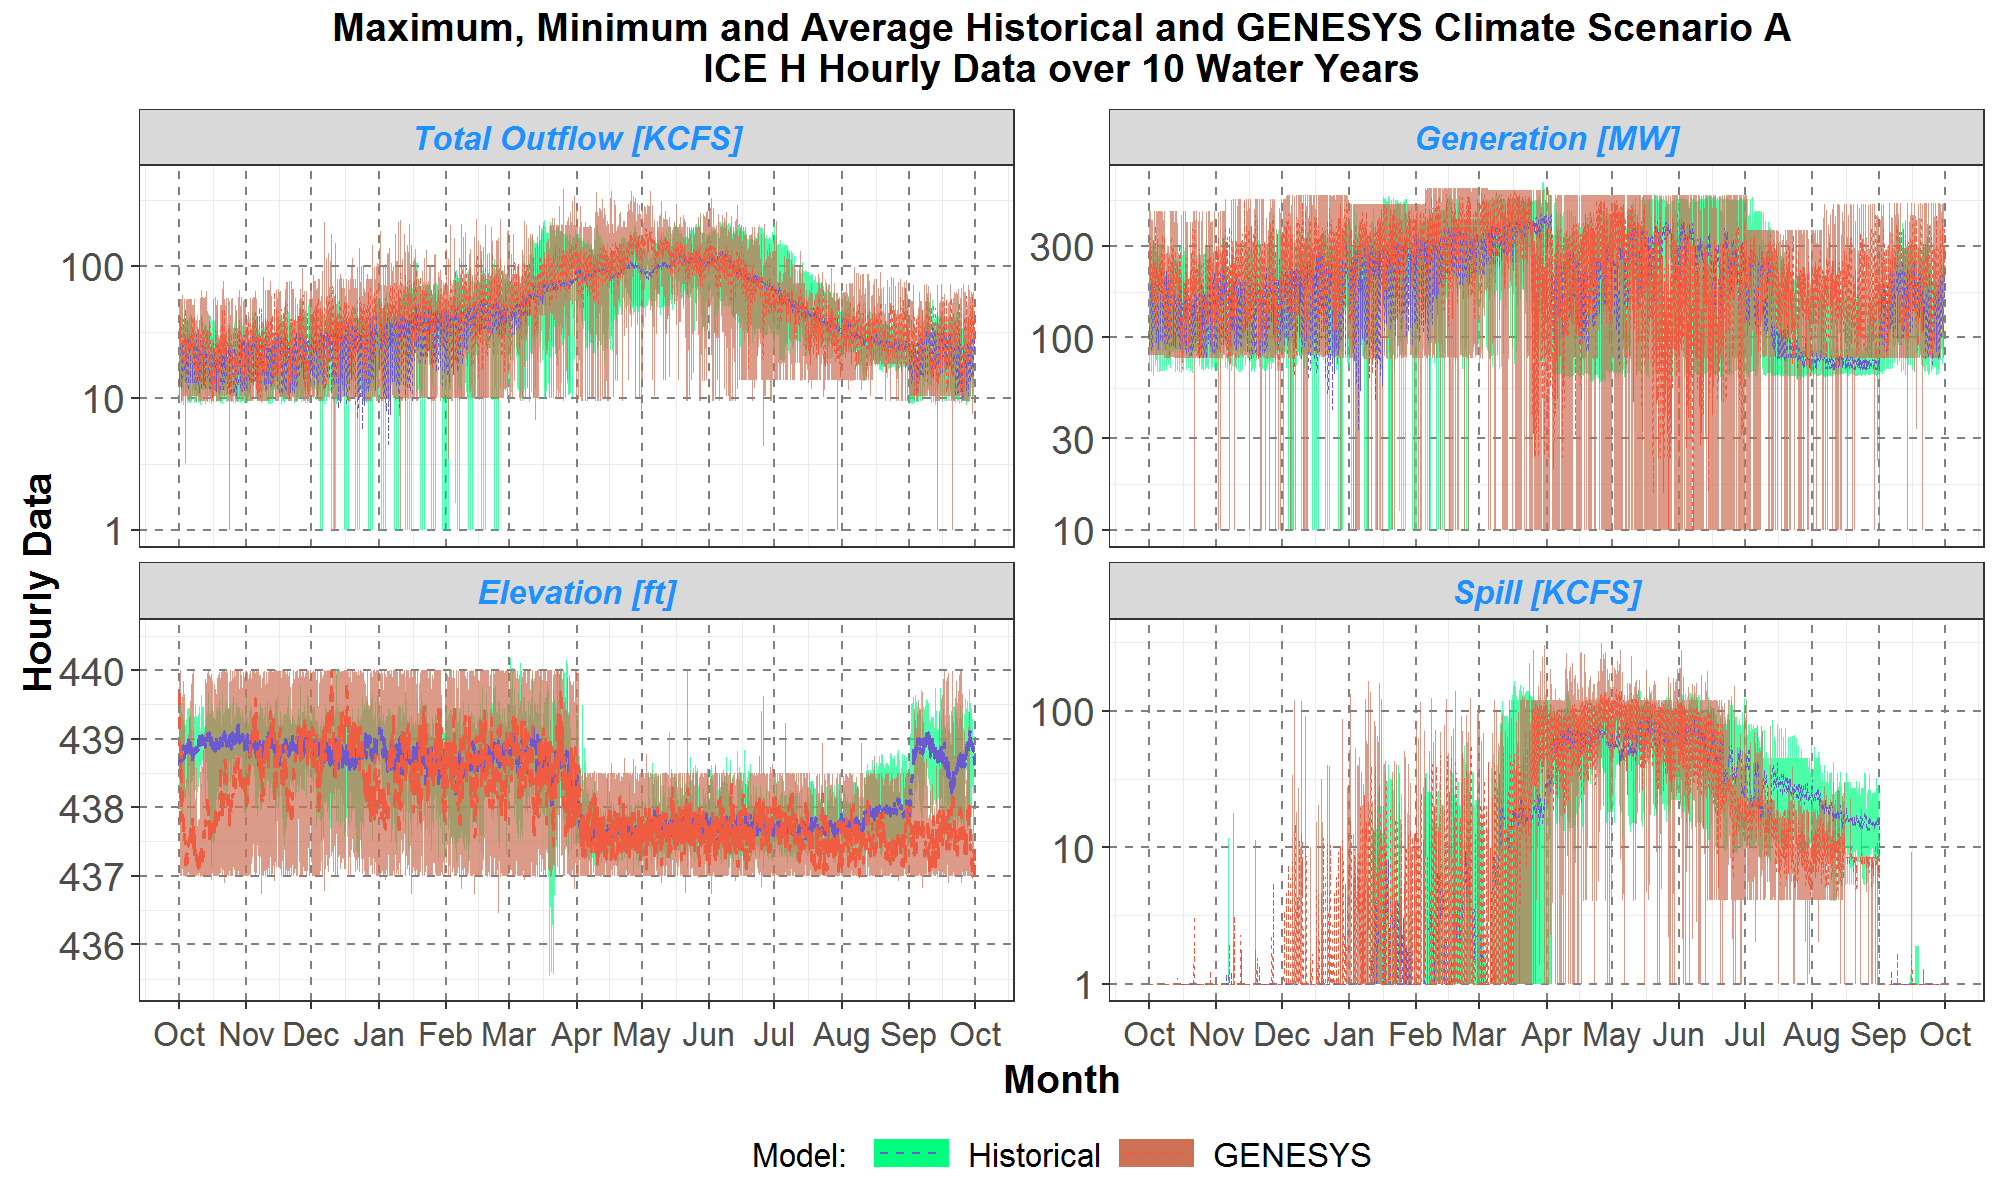 Maximum, Minimum and Average Historical and GENESYS Climate Scenario A
ICE H Hourly Data over 10 Water Years
Total Outflow [KCFS]
Generation [MW]
100
10
1
300
100
30
10
Elevation [ft]
Spill [KCFS]
440
439
438
437
436
100
10
1
Hourly Data
Oct Nov Dec Jan Feb Mar Apr May Jun Jul Aug Sep Oct
Oct Nov Dec Jan Feb Mar Apr May Jun Jul Aug Sep Oct
Month
Model: Historical GENESYS